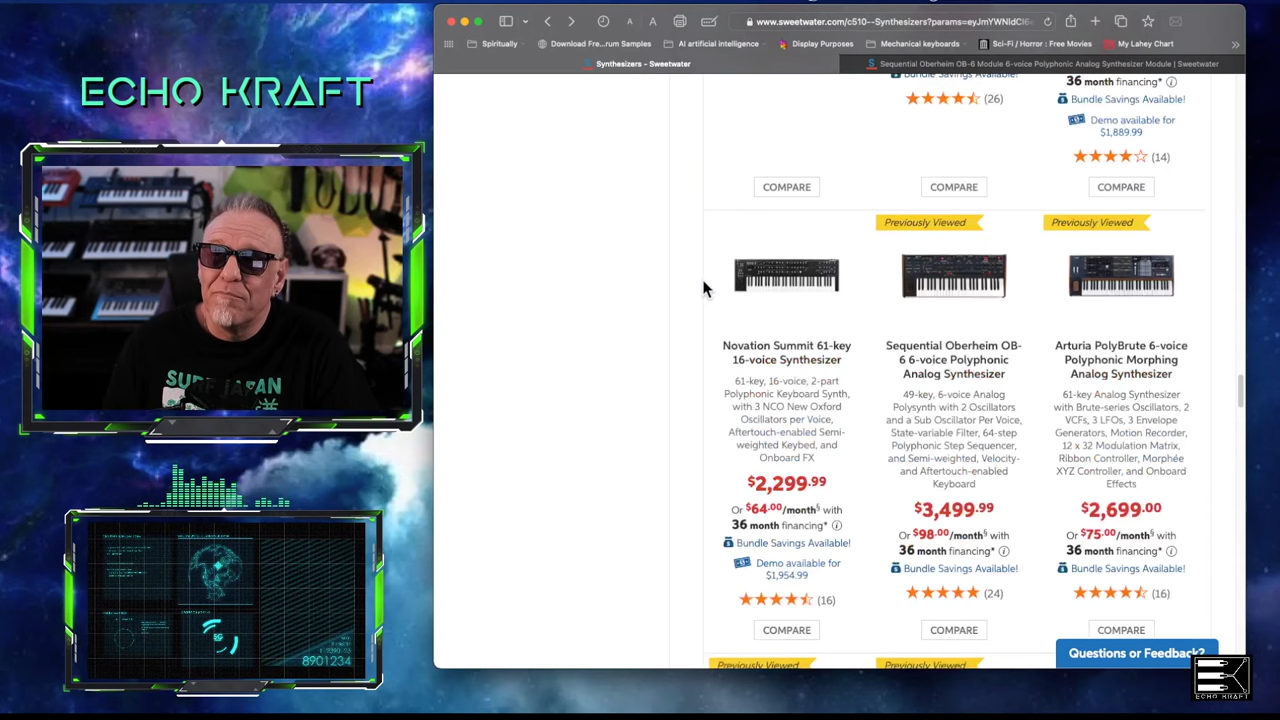 ECHO KRAFT
SURF JAPAN
8901234
www.sweetwater.com/c510--Synthesizers?params=eyJmYWNldCI6
Spiritually
Download Fre...rum Samples
AI artificial intelligence
Display Purposes
Mechanical keyboards
Sci-Fi / Horror : Free Movies
My Lahey Chart
Synthesizers - Sweetwater
Sequential Oberheim OB-6 Module 6-voice Polyphonic Analog Synthesizer Module | Sweetwater
Bundle Savings Available!
(26)
COMPARE
36 month financing*
Bundle Savings Available!
Demo available for
$1,889.99
(14)
COMPARE
COMPARE
Novation Summit 61-key
16-voice Synthesizer
61-key, 16-voice, 2-part
Polyphonic Keyboard Synth,
with 3 NCO New Oxford
Oscillators per Voice,
Aftertouch-enabled Semi-
weighted Keybed, and
Onboard FX
$2,299.99
Or $64.00/month§ with
36 month financing*
Bundle Savings Available!
Demo available for
$1,954.99
(16)
COMPARE
Previously Viewed
Sequential Oberheim OB-
6 6-voice Polyphonic
Analog Synthesizer
49-key, 6-voice Analog
Polysynth with 2 Oscillators
and a Sub Oscillator Per Voice,
State-variable Filter, 64-step
Polyphonic Step Sequencer,
and Semi-weighted, Velocity-
and Aftertouch-enabled
Keyboard
$3,499.99
Or $98.00/month§ with
36 month financing*
Bundle Savings Available!
(24)
COMPARE
Previously Viewed
Arturia PolyBrute 6-voice
Polyphonic Morphing
Analog Synthesizer
61-key Analog Synthesizer
with Brute-series Oscillators, 2
VCFs, 3 LFOs, 3 Envelope
Generators, Motion Recorder,
12 x 32 Modulation Matrix,
Ribbon Controller, Morphée
XYZ Controller, and Onboard
Effects
$2,699.00
Or $75.00/month§ with
36 month financing*
Bundle Savings Available!
(16)
COMPARE
Previously Viewed
Previously Viewed
Questions or Feedback?
ECHO KRAFT